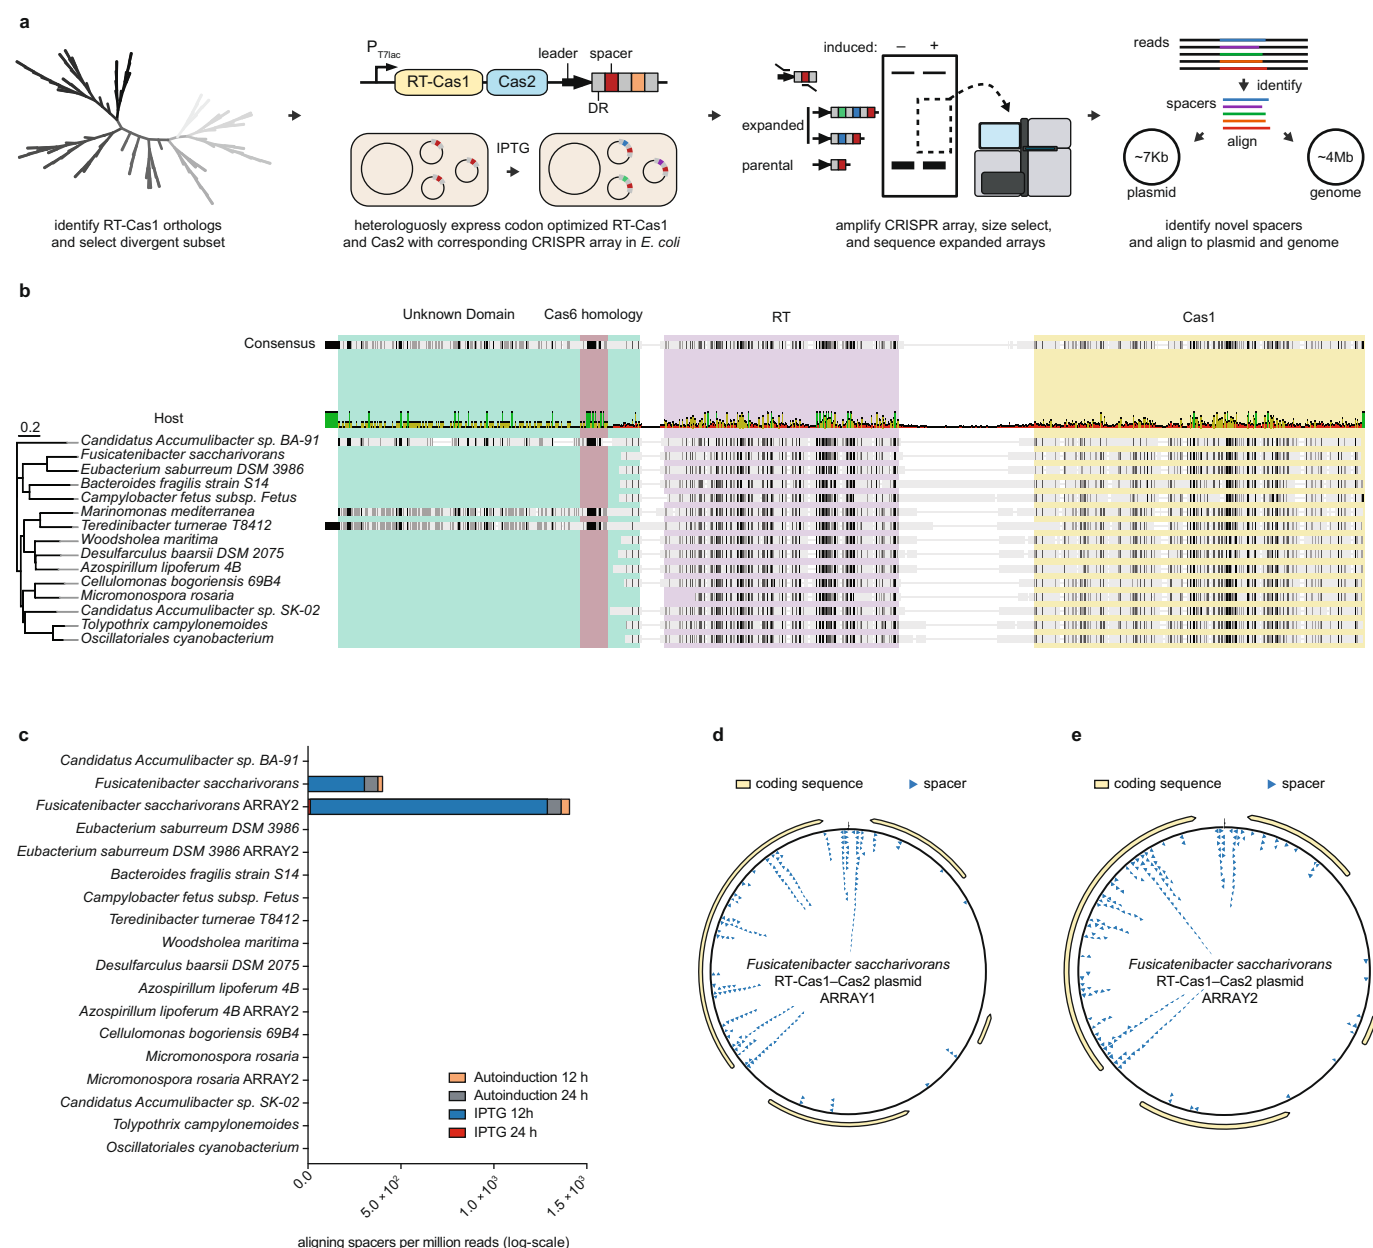 a
P T7lac
leader
spacer
RT-Cas1
Cas2
DR
IPTG
induced:
–
+
expanded
parental
reads
identify
spacers
align
~7Kb
plasmid
~4Mb
genome
identify RT-Cas1 orthologs
and select divergent subset
heterloguosly express codon optimized RT-Cas1
and Cas2 with corresponding CRISPR array in E. coli
amplify CRISPR array, size select,
and sequence expanded arrays
identify novel spacers
and align to plasmid and genome
b
Unknown Domain
Cas6 homology
RT
Cas1
Consensus
Host
0.2
Candidatus Accumulibacter sp. BA-91
Fusicatenibacter saccharivorans
Eubacterium saburreum DSM 3986
Bacteroides fragilis strain S14
Campylobacter fetus subsp. Fetus
Marinomonas mediterranea
Teredinibacter turnerae T8412
Woodsholea maritima
Desulfarculus baarsii DSM 2075
Azospirillum lipoferum 4B
Cellulomonas bogoriensis 69B4
Micromonospora rosaria
Candidatus Accumulibacter sp. SK-02
Tolypothrix campylonemoides
Oscillatoriales cyanobacterium
c
Candidatus Accumulibacter sp. BA-91
Fusicatenibacter saccharivorans
Fusicatenibacter saccharivorans ARRAY2
Eubacterium saburreum DSM 3986
Eubacterium saburreum DSM 3986 ARRAY2
Bacteroides fragilis strain S14
Campylobacter fetus subsp. Fetus
Teredinibacter turnerae T8412
Woodsholea maritima
Desulfarculus baarsii DSM 2075
Azospirillum lipoferum 4B
Azospirillum lipoferum 4B ARRAY2
Cellulomonas bogoriensis 69B4
Micromonospora rosaria
Micromonospora rosaria ARRAY2
Candidatus Accumulibacter sp. SK-02
Tolypothrix campylonemoides
Oscillatoriales cyanobacterium
Autoinduction 12 h
Autoinduction 24 h
IPTG 12h
IPTG 24 h
0.0
5.0 ×10²
1.0 ×10³
1.5 ×10³
aligning spacers per million reads (log-scale)
d
coding sequence
spacer
Fusicatenibacter saccharivorans
RT-Cas1–Cas2 plasmid
ARRAY1
e
coding sequence
spacer
Fusicatenibacter saccharivorans
RT-Cas1–Cas2 plasmid
ARRAY2